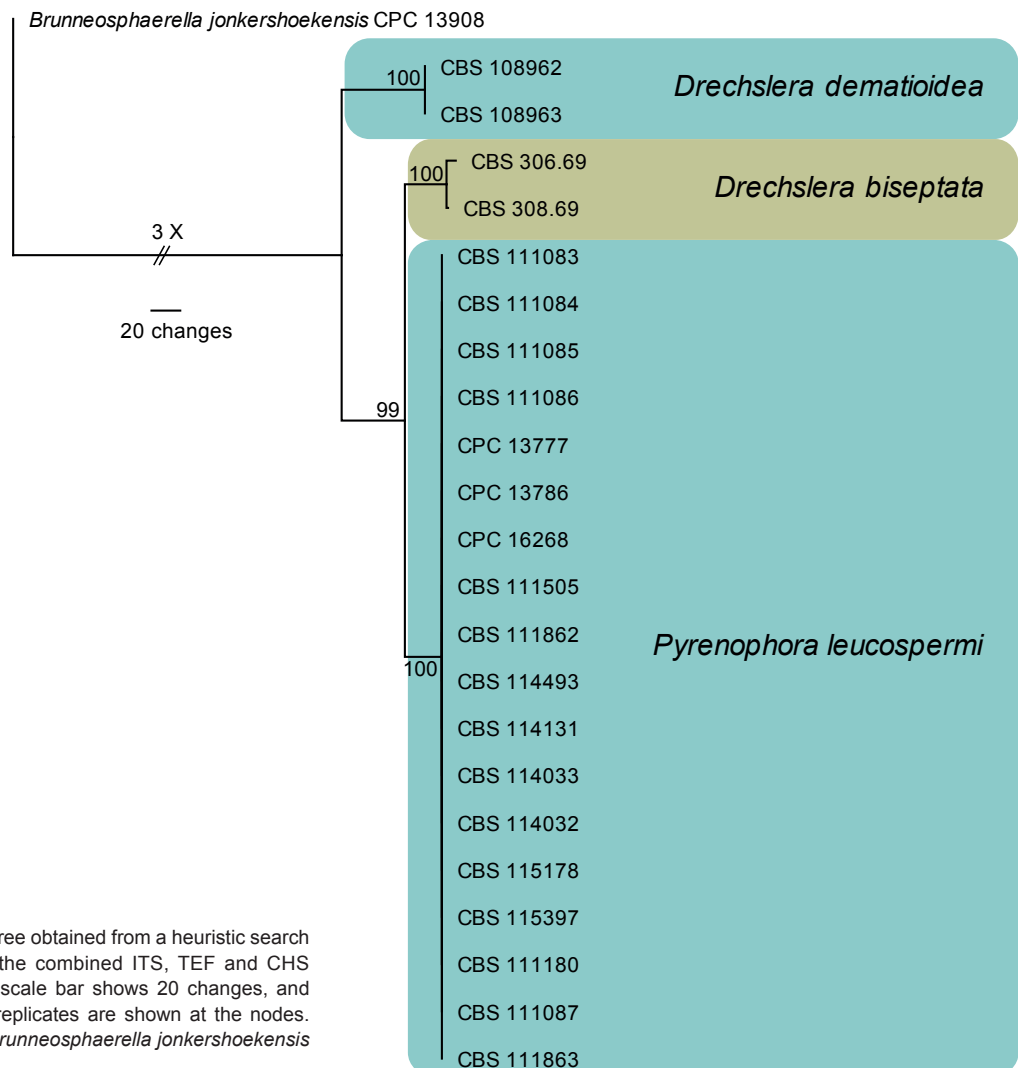 Brunneosphaerella jonkershoekensis CPC 13908
CBS 108962
100
Drechslera dematioidea
CBS 108963
CBS 306.69
100
Drechslera biseptata
CBS 308.69
3 X
CBS 111083
CBS 111084
20 changes
CBS 111085
CBS 111086
99
CPC 13777
CPC 13786
CPC 16268
CBS 111505
CBS 111862
Pyrenophora leucospermi
100
CBS 114493
CBS 114131
CBS 114033
CBS 114032
CBS 115178
CBS 115397
CBS 111180
CBS 111087
CBS 111863
ree obtained from a heuristic search
the combined ITS, TEF and CHS
scale bar shows 20 changes, and
replicates are shown at the nodes.
runneosphaerella jonkershoekensis